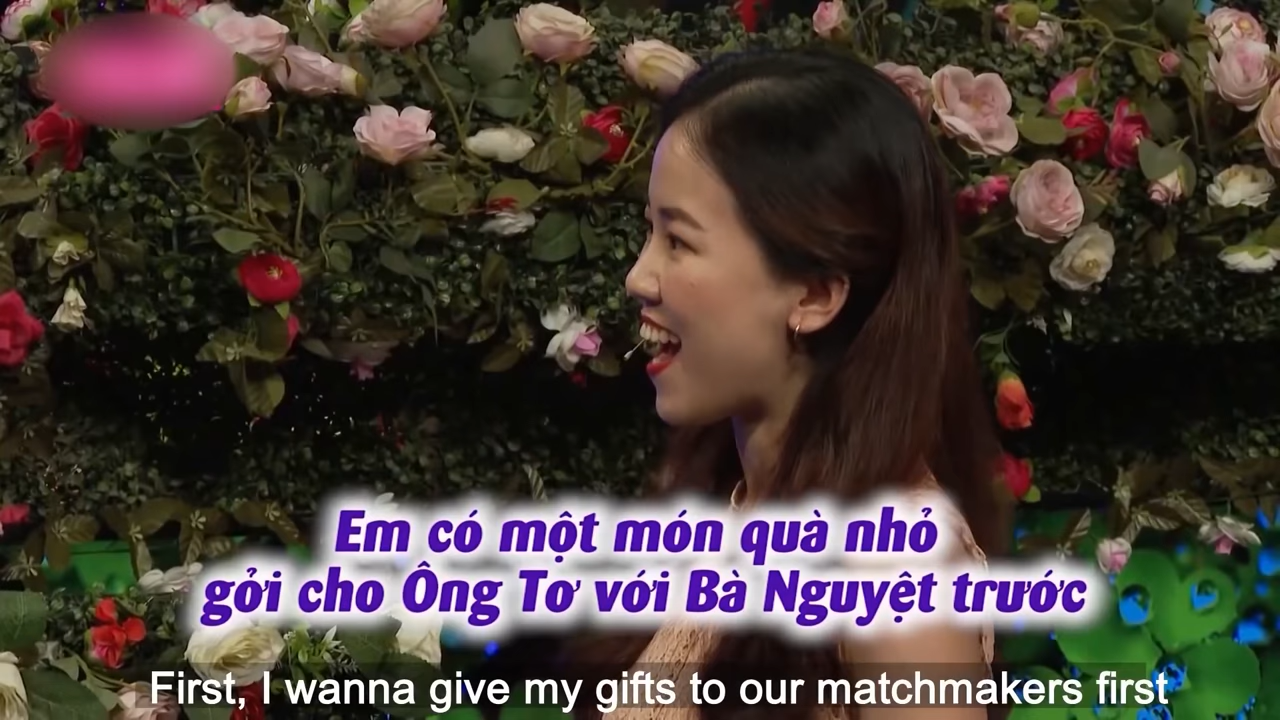 Em có một món quà nhỏ
gởi cho Ông Tơ với Bà Nguyệt trước
First, I wanna give my gifts to our matchmakers first